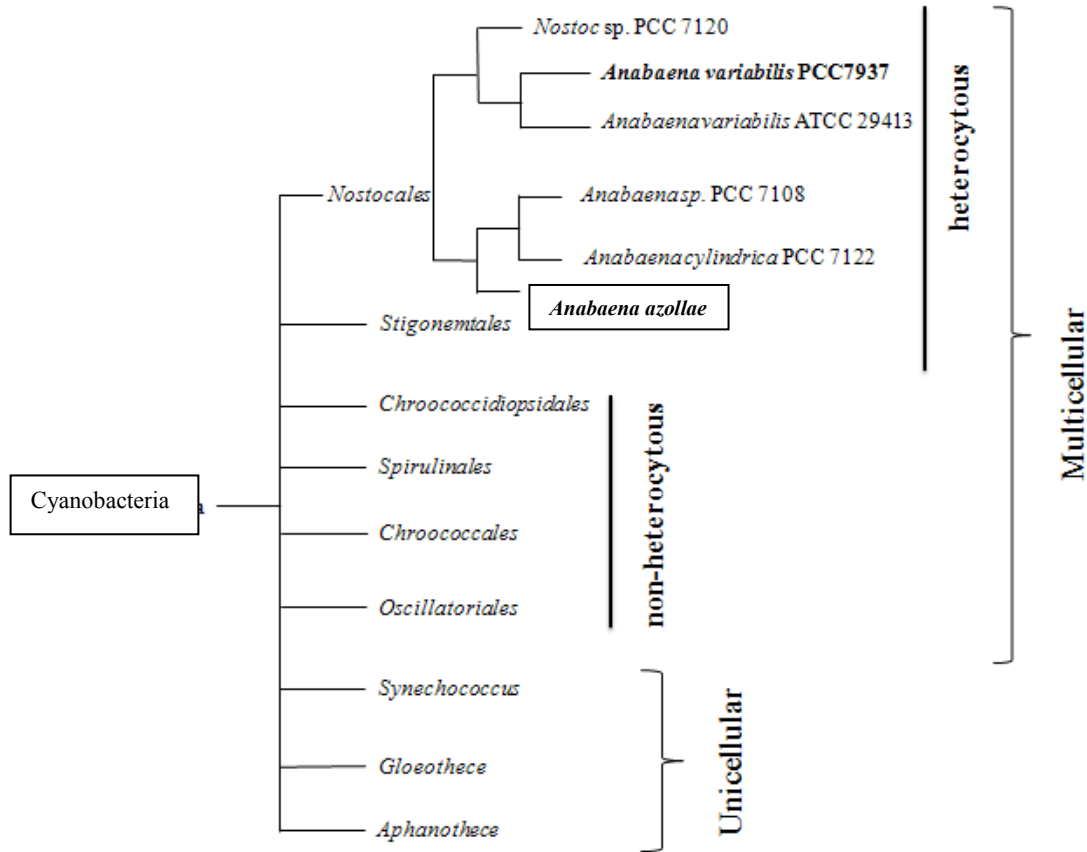 Nostoc sp. PCC 7120
Anabaena variabilis PCC7937
Anabaenavariabilis ATCC 29413
Nostocales
Anabaenasp. PCC 7108
Anabaenacylindrica PCC 7122
Anabaena azollae
Stigonemtales
heterocytous
Chroococcidiopsidales
Spirulinales
Cyanobacteria
Chroococcales
Oscillatoriales
non-heterocytous
Multicellular
Synechococcus
Gloeothece
Aphanothece
Unicellular